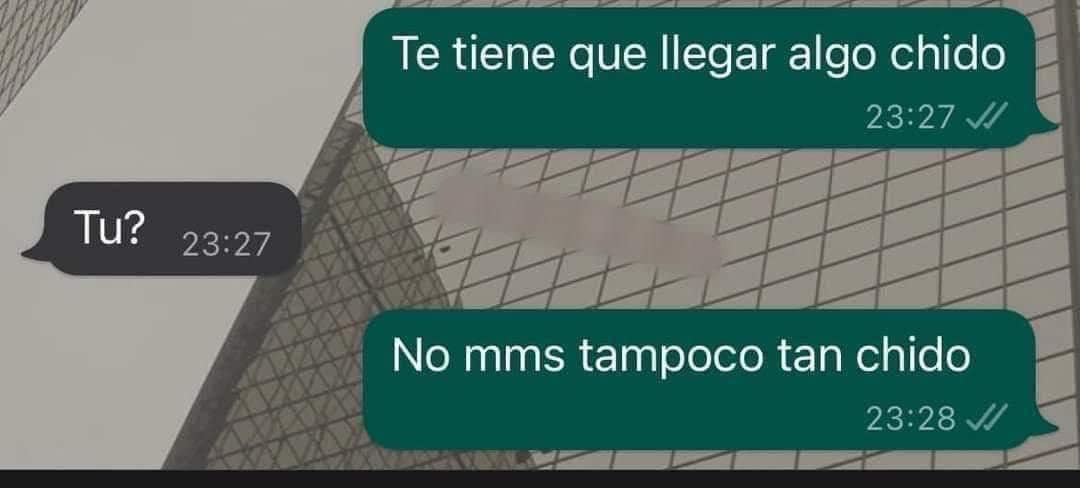 Te tiene que llegar algo chido
23:27
Tu? 23:27
No mms tampoco tan chido
23:28